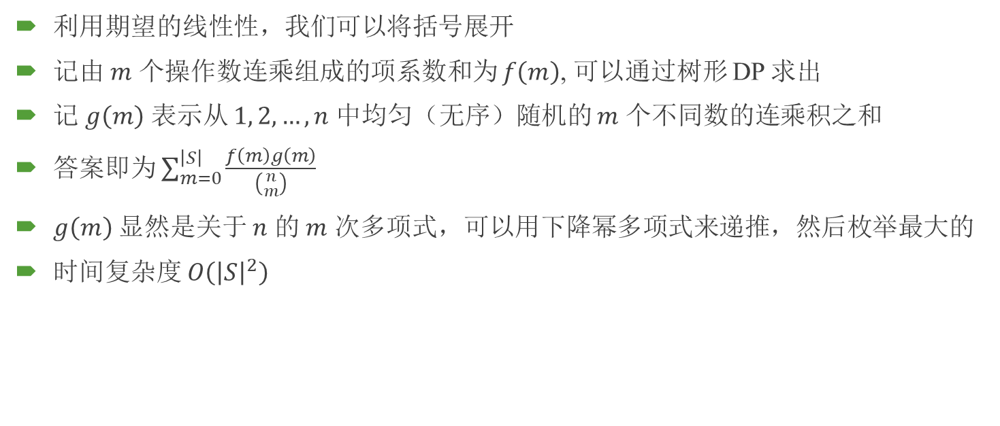 利用期望的线性性，我们可以将括号展开
记由 m 个操作数连乘组成的项系数和为 f(m), 可以通过树形 DP 求出
记 g(m) 表示从 1, 2, …, n 中均匀（无序）随机的 m 个不同数的连乘积之和
答案即为 $\sum_{m=0}^{|S|} \frac{f(m)g(m)}{\binom{n}{m}}$
g(m) 显然是关于 n 的 m 次多项式，可以用下降幂多项式来递推，然后枚举最大的
时间复杂度 $O(|S|^2)$